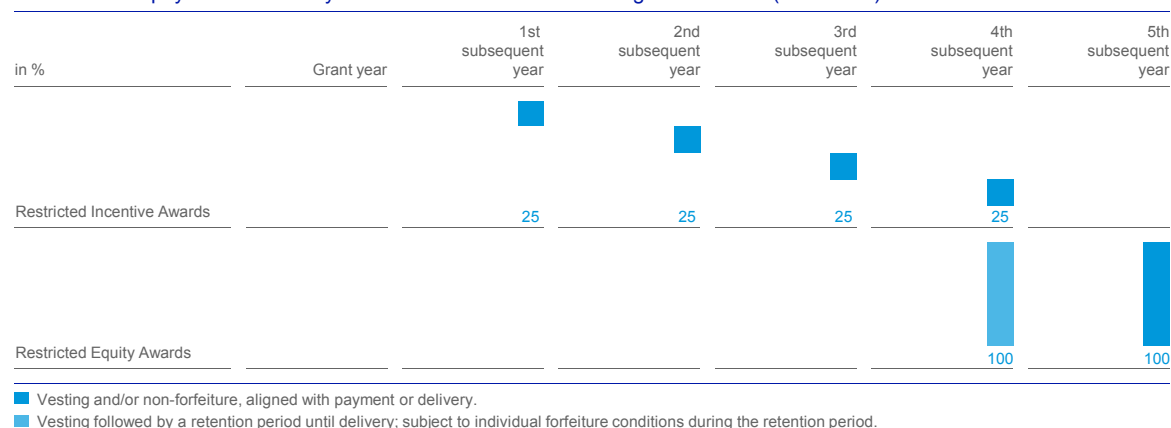 in % Grant year 1st subsequent year 2nd subsequent year 3rd subsequent year 4th subsequent year 5th subsequent year
Restricted Incentive Awards 25 25 25 25
Restricted Equity Awards 100 100
Vesting and/or non-forfeiture, aligned with payment or delivery.
Vesting followed by a retention period until delivery; subject to individual forfeiture conditions during the retention period.